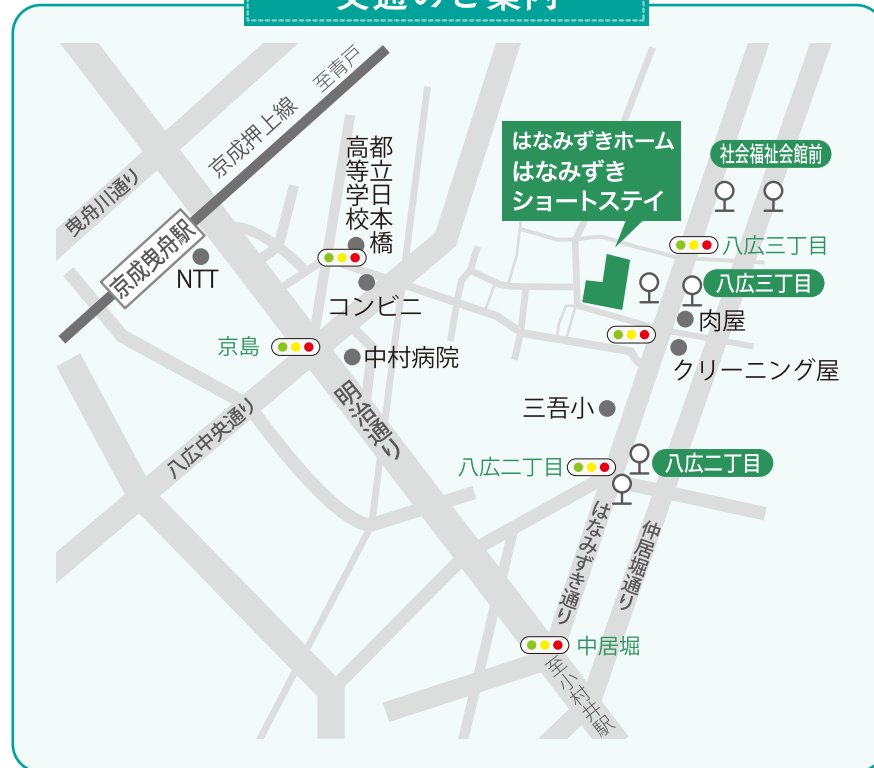 交通のご案内
至青戸
京成押上線
曳舟川通り
京成曳舟駅
NTT
都立日本橋
高等学校
コンビニ
京島
中村病院
明治通り
八広中央通り
はなみずきホーム
はなみずき
ショートステイ
社会福祉会館前
八広三丁目
八広三丁目
肉屋
クリーニング屋
三吾小
八広二丁目
八広二丁目
はなみずき通り
仲居堀通り
中居堀
至小村井駅